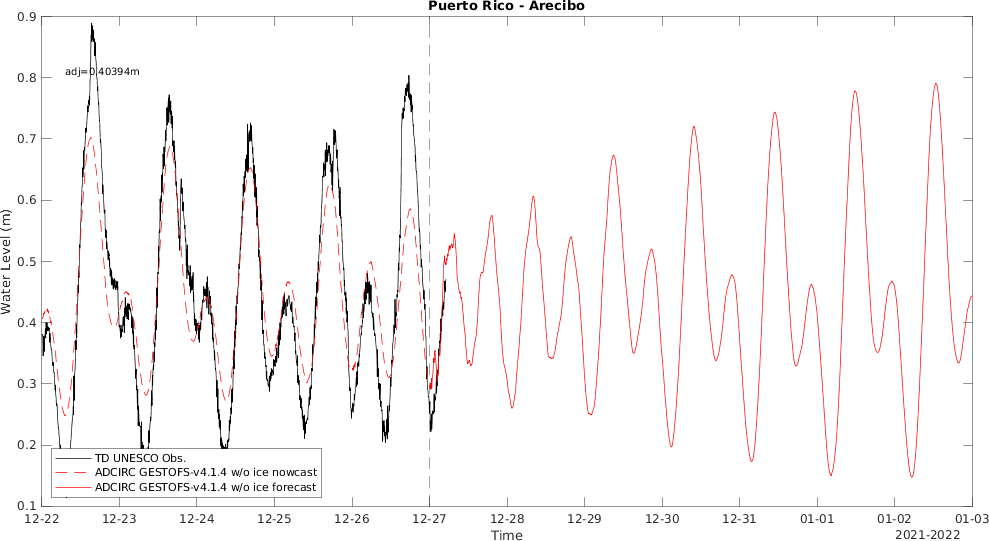 Puerto Rico - Arecibo
0.9
0.8
0.7
0.6
0.5
0.4
0.3
0.2
0.1
Water Level (m)
adj=0.40394m
TD UNESCO Obs.
ADCIRC GESTOFS-v4.1.4 w/o ice nowcast
ADCIRC GESTOFS-v4.1.4 w/o ice forecast
12-22 12-23 12-24 12-25 12-26 12-27 12-28 12-29 12-30 12-31 01-01 01-02 01-03
Time
2021-2022